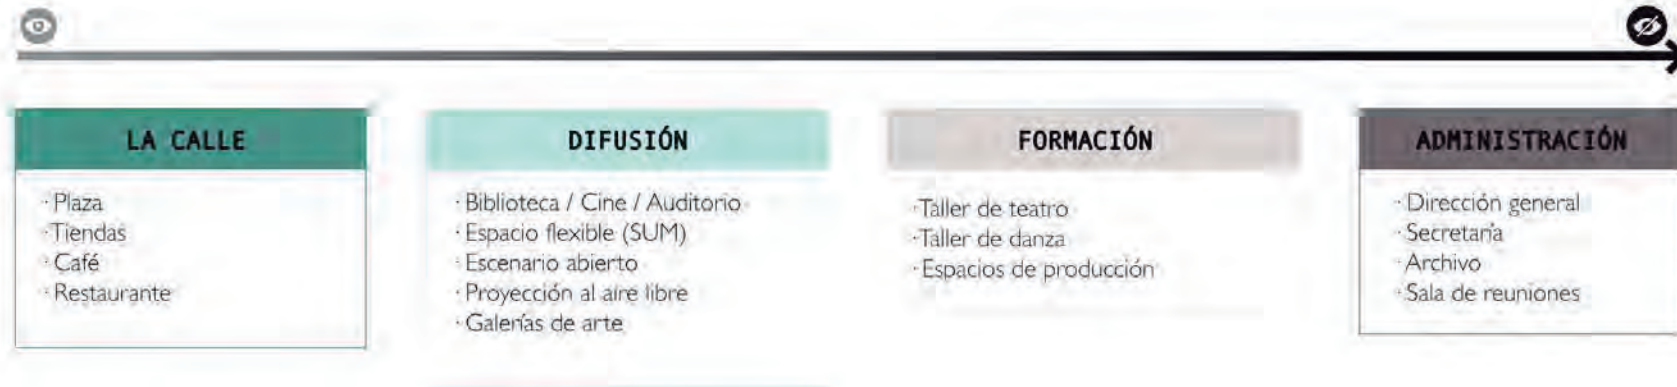 LA CALLE
· Plaza
· Tiendas
· Café
· Restaurante
DIFUSIÓN
· Biblioteca / Cine / Auditorio
· Espacio flexible (SUM)
· Escenario abierto
· Proyección al aire libre
· Galerías de arte
FORMACIÓN
· Taller de teatro
· Taller de danza
· Espacios de producción
ADMINISTRACIÓN
· Dirección general
· Secretaría
· Archivo
· Sala de reuniones